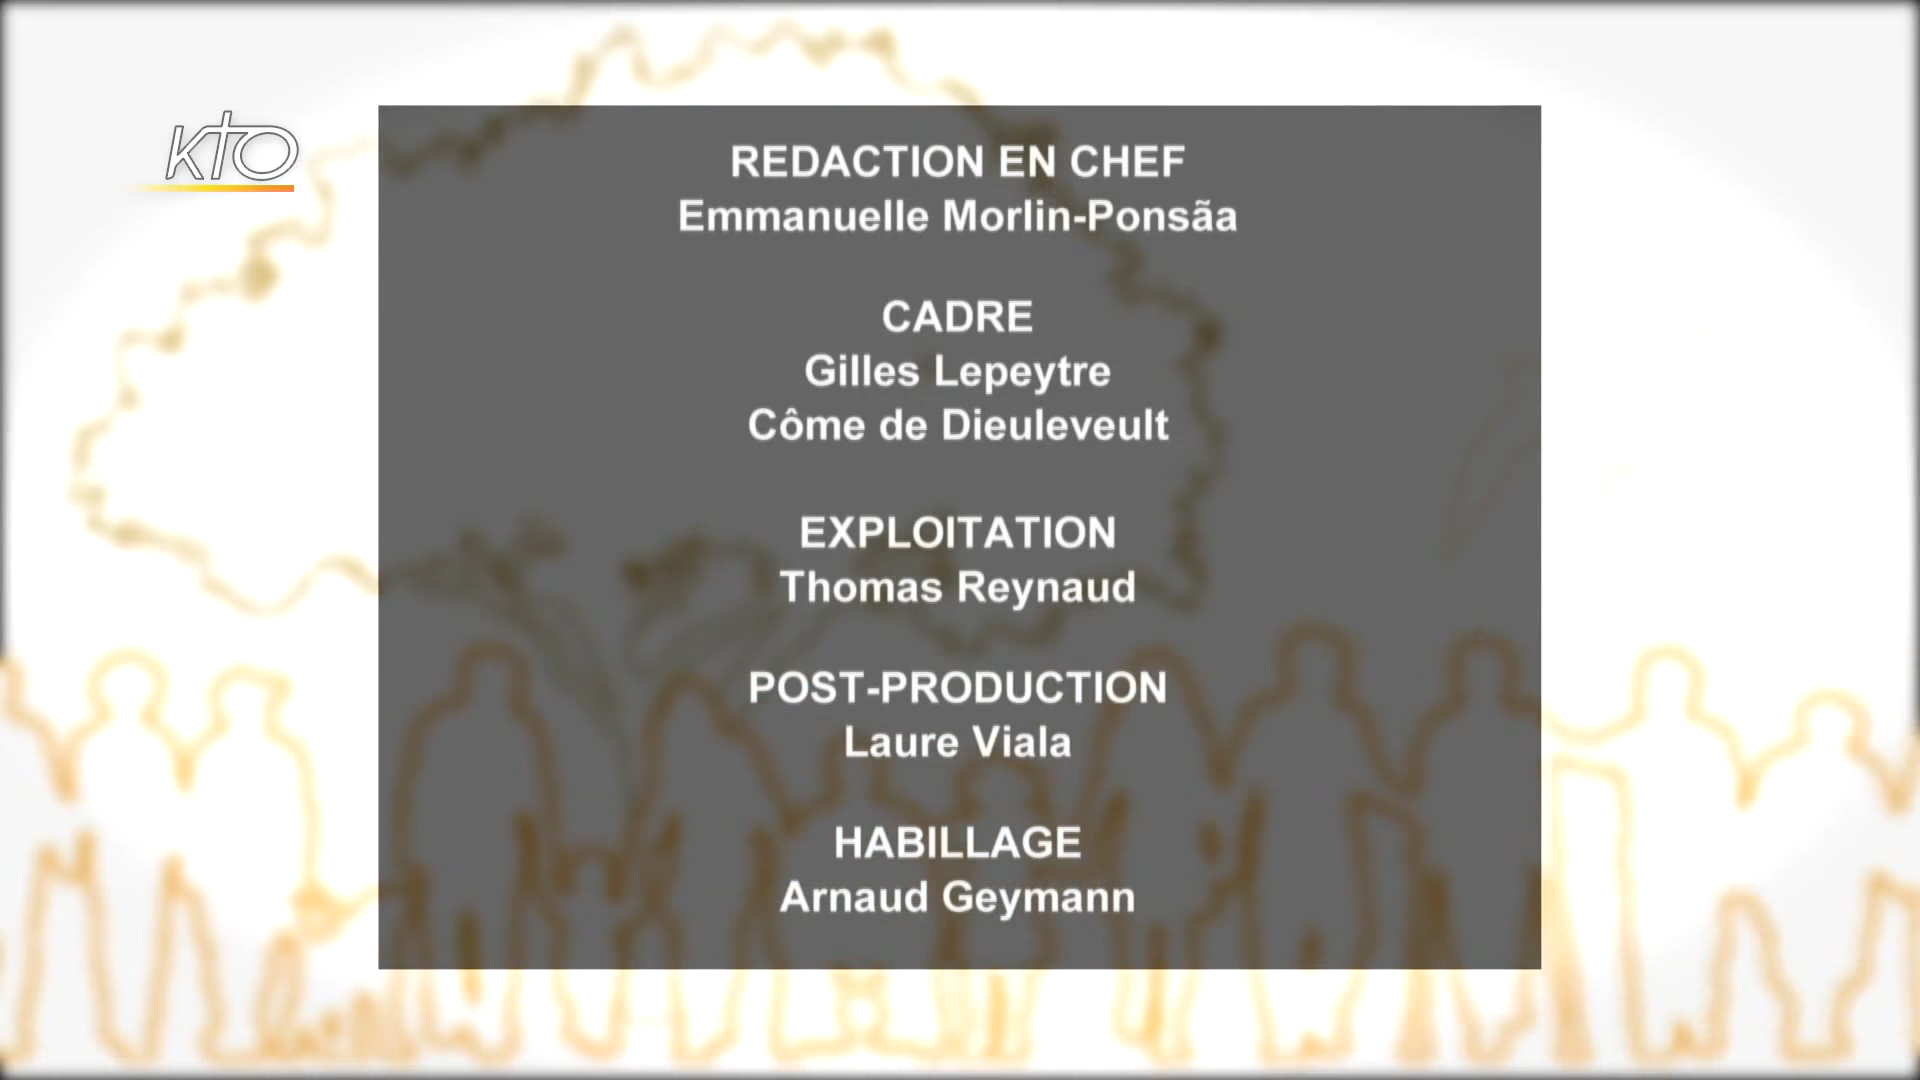 KTO
REDACTION EN CHEF
Emmanuelle Morlin-Ponsãa
CADRE
Gilles Lepeytre
Côme de Dieuleveult
EXPLOITATION
Thomas Reynaud
POST-PRODUCTION
Laure Viala
HABILLAGE
Arnaud Geymann